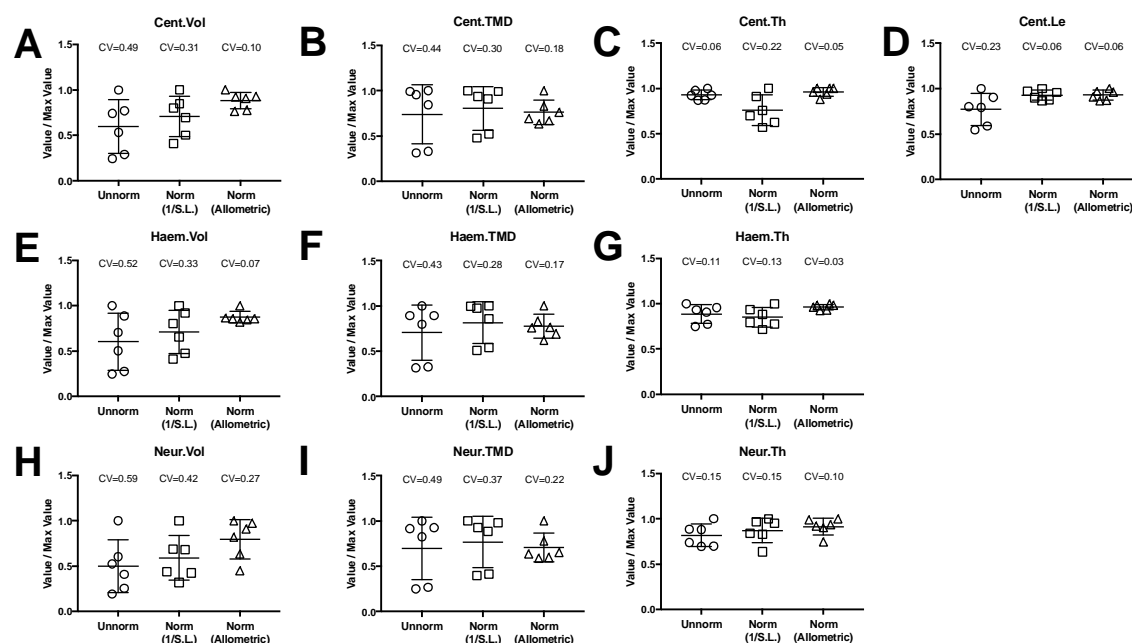 A
Cent.Vol
CV=0.49 CV=0.31 CV=0.10
Value / Max Value
1.5
1.0
0.5
0.0
Unnorm Norm Norm
(1/S.L.) (Allometric)
B
Cent.TMD
CV=0.44 CV=0.30 CV=0.18
Value / Max Value
1.5
1.0
0.5
0.0
Unnorm Norm Norm
(1/S.L.) (Allometric)
C
Cent.Th
CV=0.06 CV=0.22 CV=0.05
Value / Max Value
1.5
1.0
0.5
0.0
Unnorm Norm Norm
(1/S.L.) (Allometric)
D
Cent.Le
CV=0.23 CV=0.06 CV=0.06
Value / Max Value
1.5
1.0
0.5
0.0
Unnorm Norm Norm
(1/S.L.) (Allometric)
E
Haem.Vol
CV=0.52 CV=0.33 CV=0.07
Value / Max Value
1.5
1.0
0.5
0.0
Unnorm Norm Norm
(1/S.L.) (Allometric)
F
Haem.TMD
CV=0.43 CV=0.28 CV=0.17
Value / Max Value
1.5
1.0
0.5
0.0
Unnorm Norm Norm
(1/S.L.) (Allometric)
G
Haem.Th
CV=0.11 CV=0.13 CV=0.03
Value / Max Value
1.5
1.0
0.5
0.0
Unnorm Norm Norm
(1/S.L.) (Allometric)
H
Neur.Vol
CV=0.59 CV=0.42 CV=0.27
Value / Max Value
1.5
1.0
0.5
0.0
Unnorm Norm Norm
(1/S.L.) (Allometric)
I
Neur.TMD
CV=0.49 CV=0.37 CV=0.22
Value / Max Value
1.5
1.0
0.5
0.0
Unnorm Norm Norm
(1/S.L.) (Allometric)
J
Neur.Th
CV=0.15 CV=0.15 CV=0.10
Value / Max Value
1.5
1.0
0.5
0.0
Unnorm Norm Norm
(1/S.L.) (Allometric)